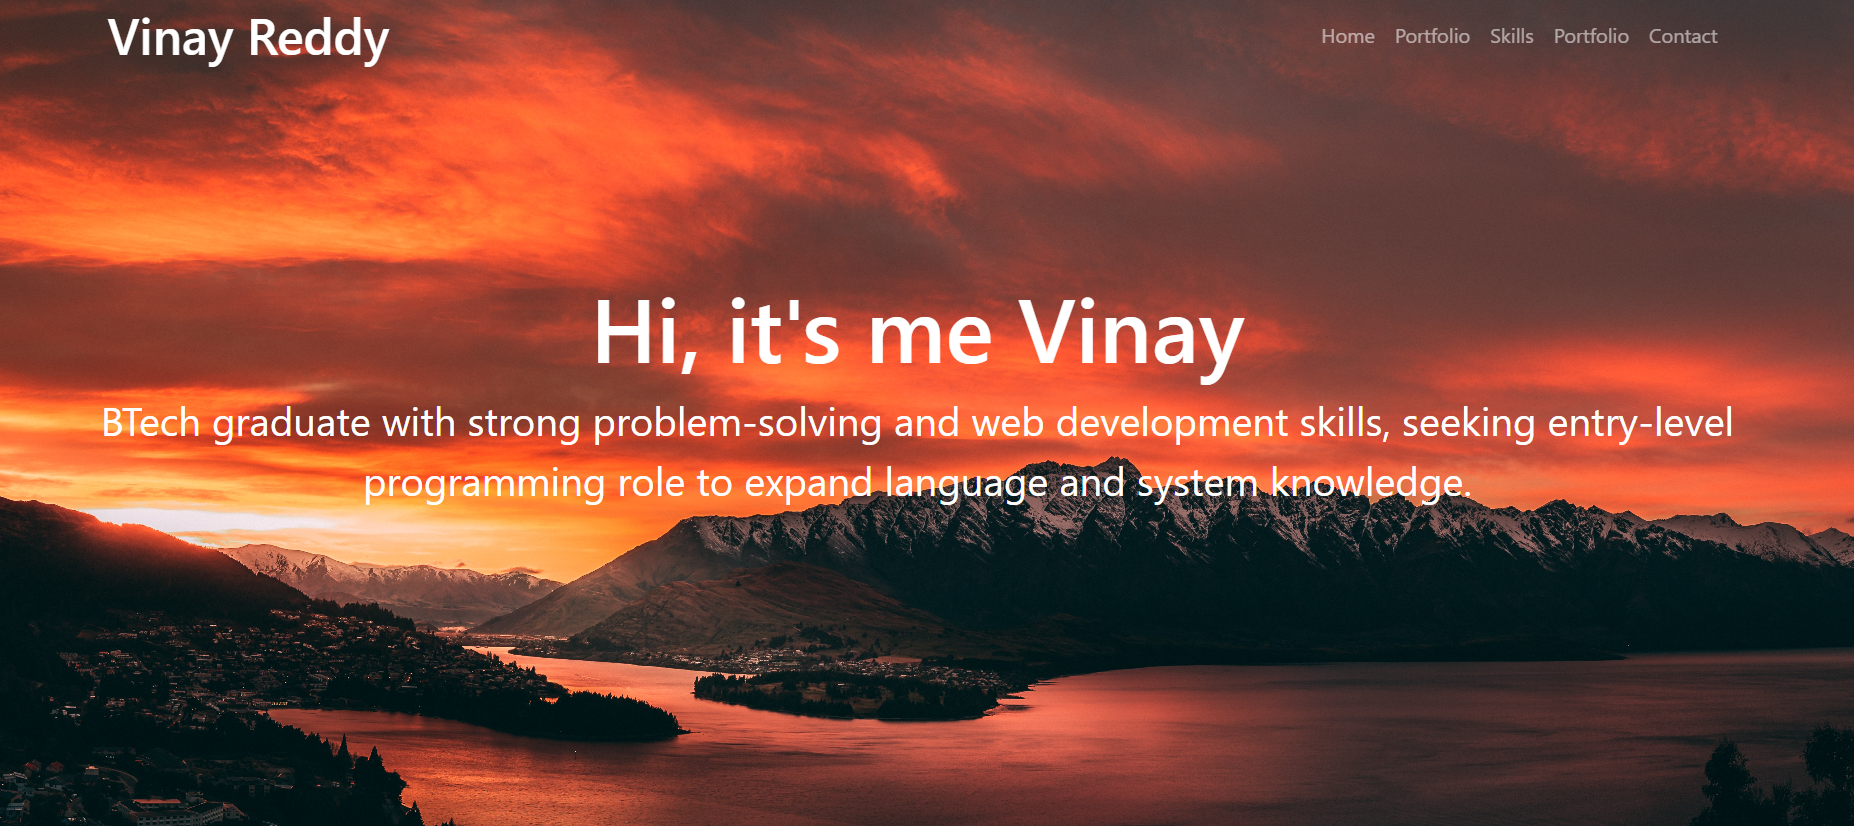 Vinay Reddy
Home Portfolio Skills Portfolio Contact
Hi, it's me Vinay
BTech graduate with strong problem-solving and web development skills, seeking entry-level
programming role to expand language and system knowledge.